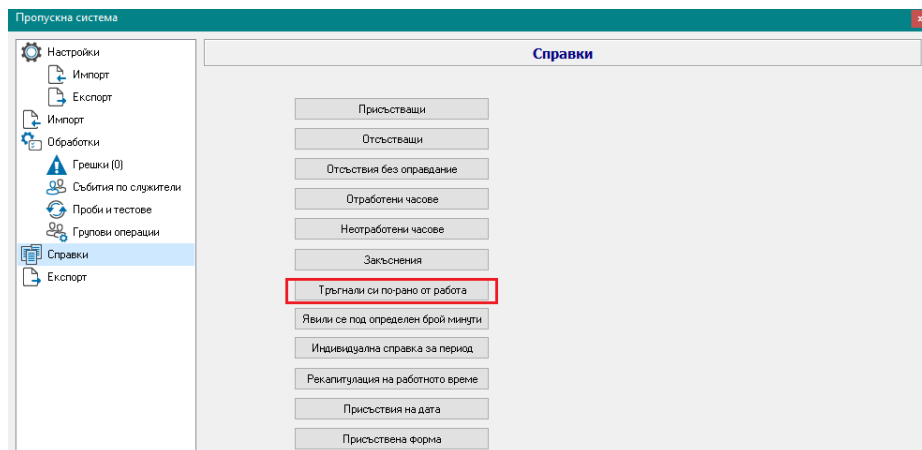 Пропускна система
x
Настройки
Импорт
Експорт
Импорт
Обработки
Грешки (0)
Събития по служители
Проби и тестове
Групови операции
Справки
Експорт
Справки
Присъстващи
Отсъстващи
Отсъствия без оправдание
Отработени часове
Неотработени часове
Закъснения
Тръгнали си по-рано от работа
Явили се под определен брой минути
Индивидуална справка за период
Рекапитулация на работното време
Присъствия на дата
Присъствена форма